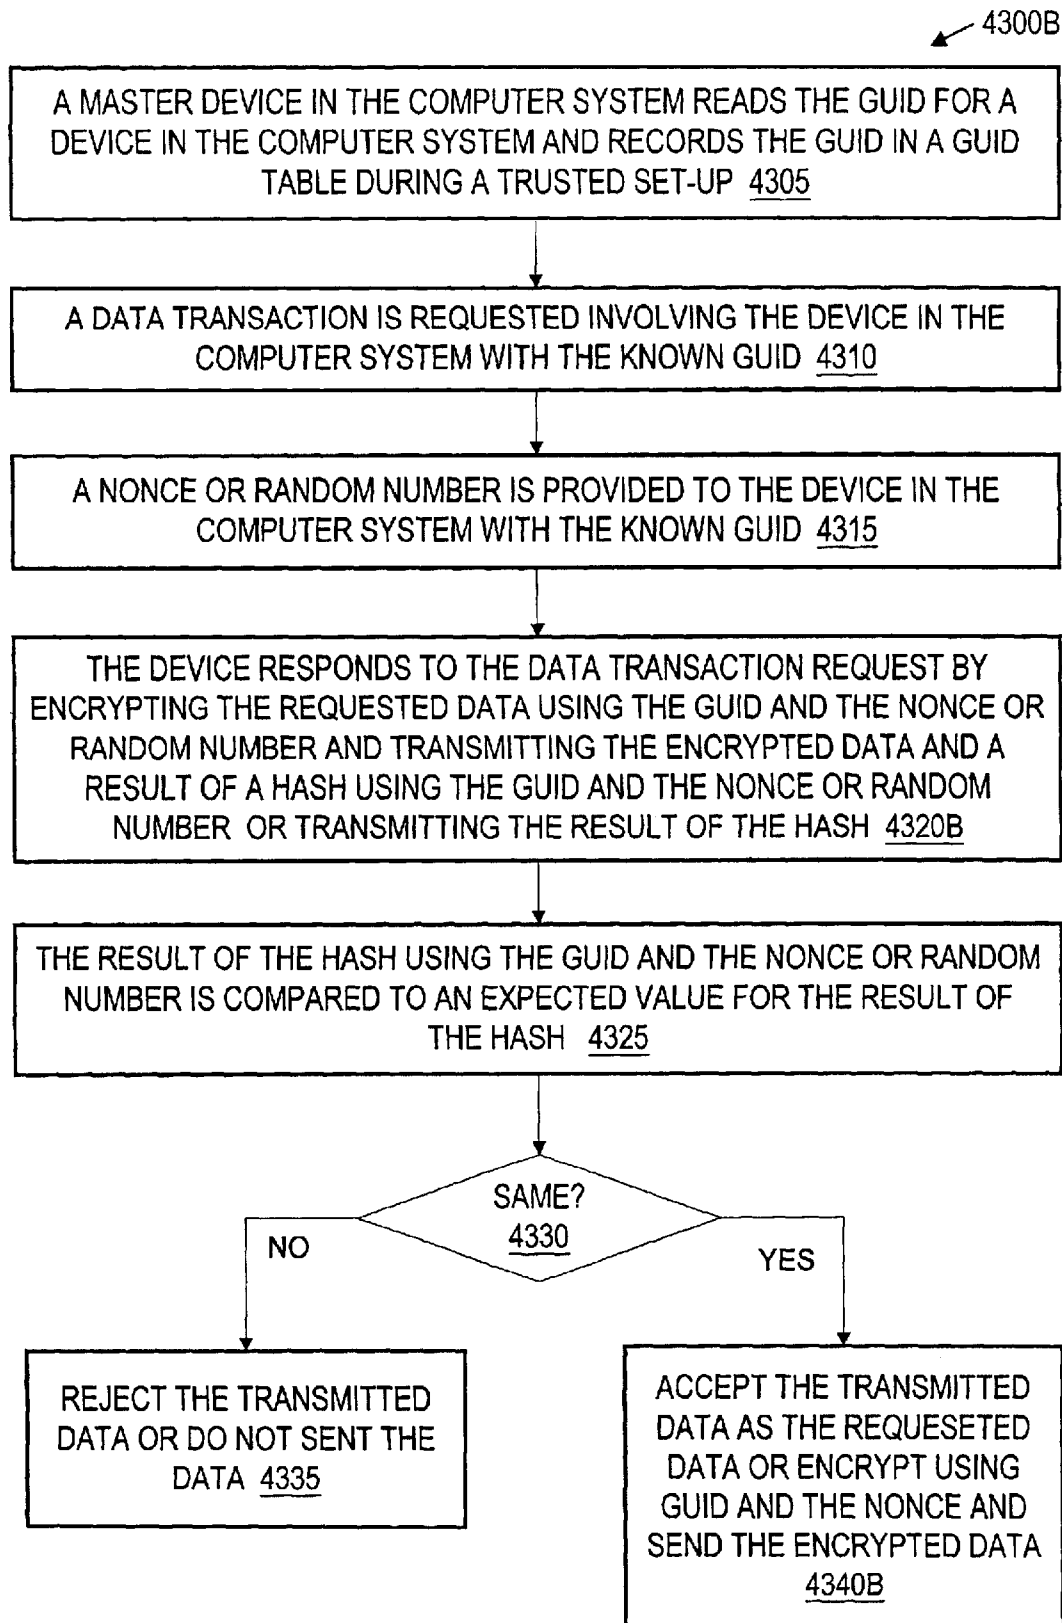 4300B
A MASTER DEVICE IN THE COMPUTER SYSTEM READS THE GUID FOR A
DEVICE IN THE COMPUTER SYSTEM AND RECORDS THE GUID IN A GUID
TABLE DURING A TRUSTED SET-UP 4305
A DATA TRANSACTION IS REQUESTED INVOLVING THE DEVICE IN THE
COMPUTER SYSTEM WITH THE KNOWN GUID 4310
A NONCE OR RANDOM NUMBER IS PROVIDED TO THE DEVICE IN THE
COMPUTER SYSTEM WITH THE KNOWN GUID 4315
THE DEVICE RESPONDS TO THE DATA TRANSACTION REQUEST BY
ENCRYPTING THE REQUESTED DATA USING THE GUID AND THE NONCE OR
RANDOM NUMBER AND TRANSMITTING THE ENCRYPTED DATA AND A
RESULT OF A HASH USING THE GUID AND THE NONCE OR RANDOM
NUMBER OR TRANSMITTING THE RESULT OF THE HASH 4320B
THE RESULT OF THE HASH USING THE GUID AND THE NONCE OR RANDOM
NUMBER IS COMPARED TO AN EXPECTED VALUE FOR THE RESULT OF
THE HASH 4325
SAME?
4330
NO
YES
REJECT THE TRANSMITTED
DATA OR DO NOT SENT THE
DATA 4335
ACCEPT THE TRANSMITTED
DATA AS THE REQUESETED
DATA OR ENCRYPT USING
GUID AND THE NONCE AND
SEND THE ENCRYPTED DATA
4340B